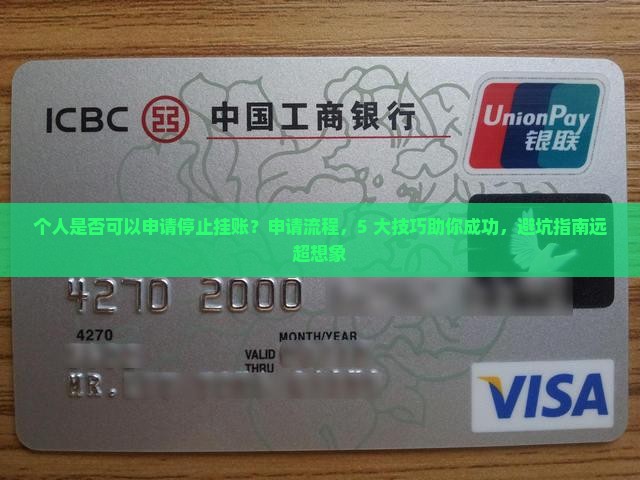 ICBC 中国工商银行
UnionPay
银联
个人是否可以申请停止挂账？申请流程，5 大技巧助你成功，避坑指南远
超想象
4270 2000
4270
MONTH/YEAR
VALID
THRU
MR.
VISA